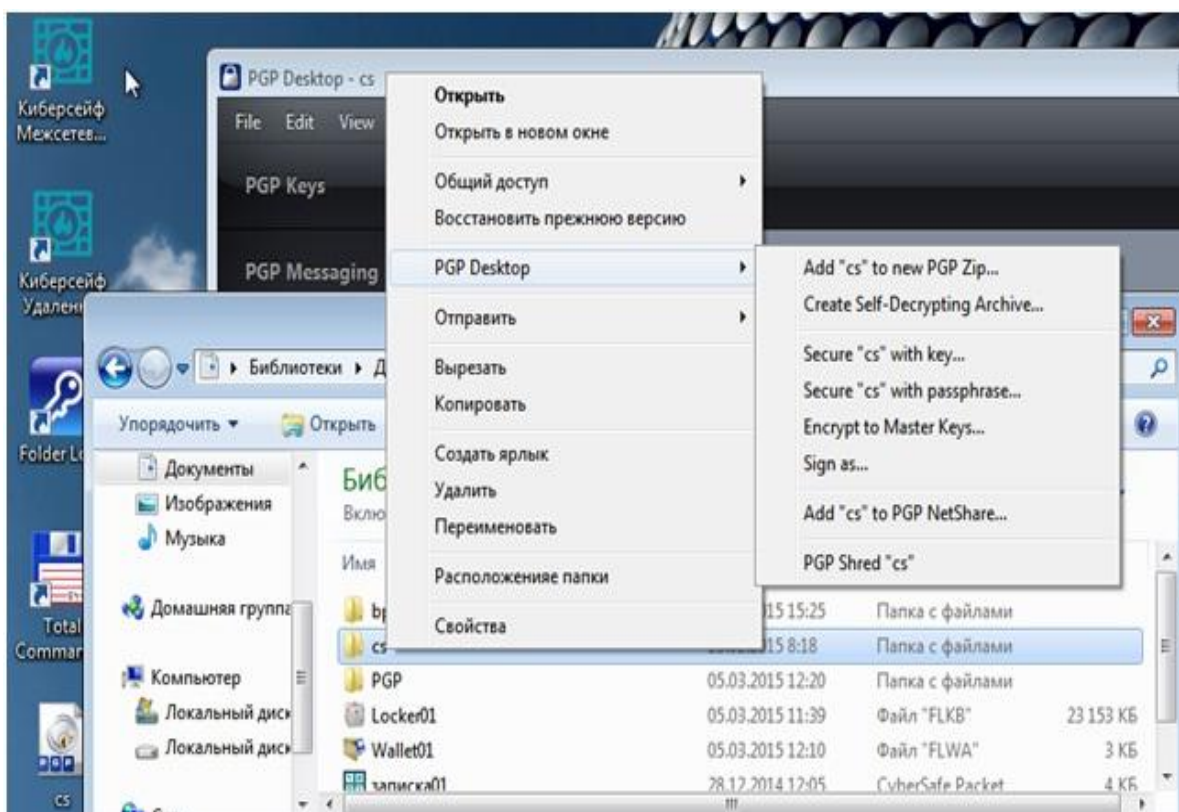 Киберсейф
Межсетев...
Киберсейф
Folder
Total
cs
PGP Desktop - cs
File Edit View
PGP Keys
PGP Messaging
Открыть
Открыть в новом окне
Общий доступ
Восстановить прежнюю версию
PGP Desktop
Отправить
Вырезать
Копировать
Создать ярлык
Удалить
Переименовать
Расположенияе папки
Свойства
Add "cs" to new PGP Zip...
Create Self-Decrypting Archive...
Secure "cs" with key...
Secure "cs" with passphrase...
Encrypt to Master Keys...
Sign as...
Add "cs" to PGP NetShare...
PGP Shred "cs"
Библиотеки
Упорядочить Открыть
Документы
Изображения
Музыка
Домашняя группа
Компьютер
Локальный диск
Локальный диск
Имя
15:25 Папка с файлами
cs 8:18 Папка с файлами
PGP 05.03.2015 12:20 Папка с файлами
Locker01 05.03.2015 11:39 Файл "FLKB" 23 153 КБ
Wallet01 05.03.2015 12:10 Файл "FLWA" 3 КБ
записка01 28.12.2014 12:05 CyberSafe Packet 4 КБ